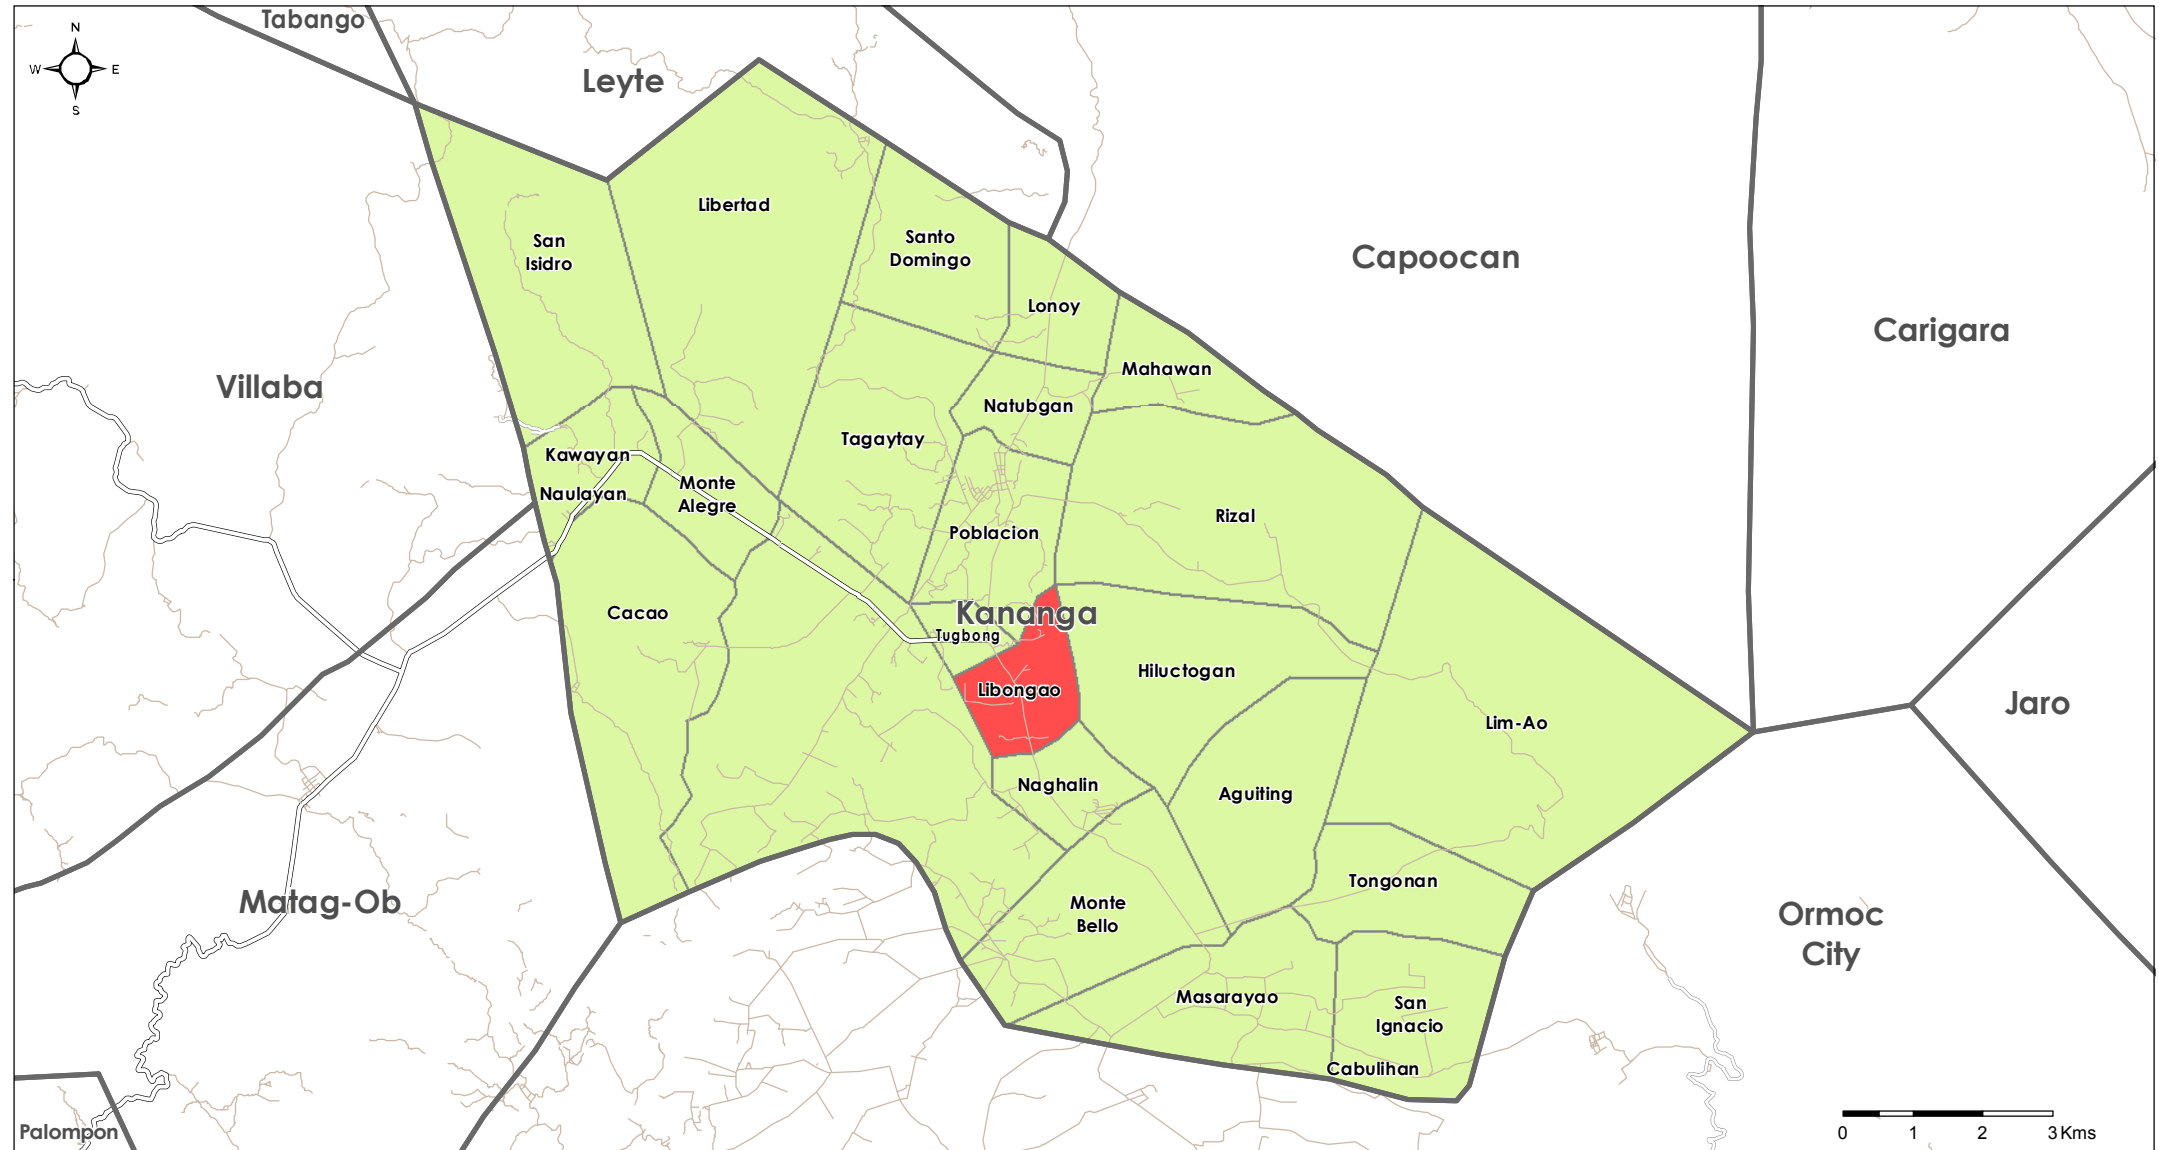 Tabango
N
W
E
S
Leyte
Libertad
San
Isidro
Santo
Domingo
Capoocan
Lonoy
Carigara
Mahawan
Villaba
Natubgan
Tagaytay
Kawayan
Monte
Alegre
Naulayan
Rizal
Poblacion
Cacao
Kananga
Tugbong
Hiluctogan
Libongao
Jaro
Lim-Ao
Naghalin
Aguiting
Tongonan
Matag-Ob
Monte
Bello
Ormoc
City
Masarayao
San
Ignacio
Cabulihan
Palompon
0 1 2 3 Kms